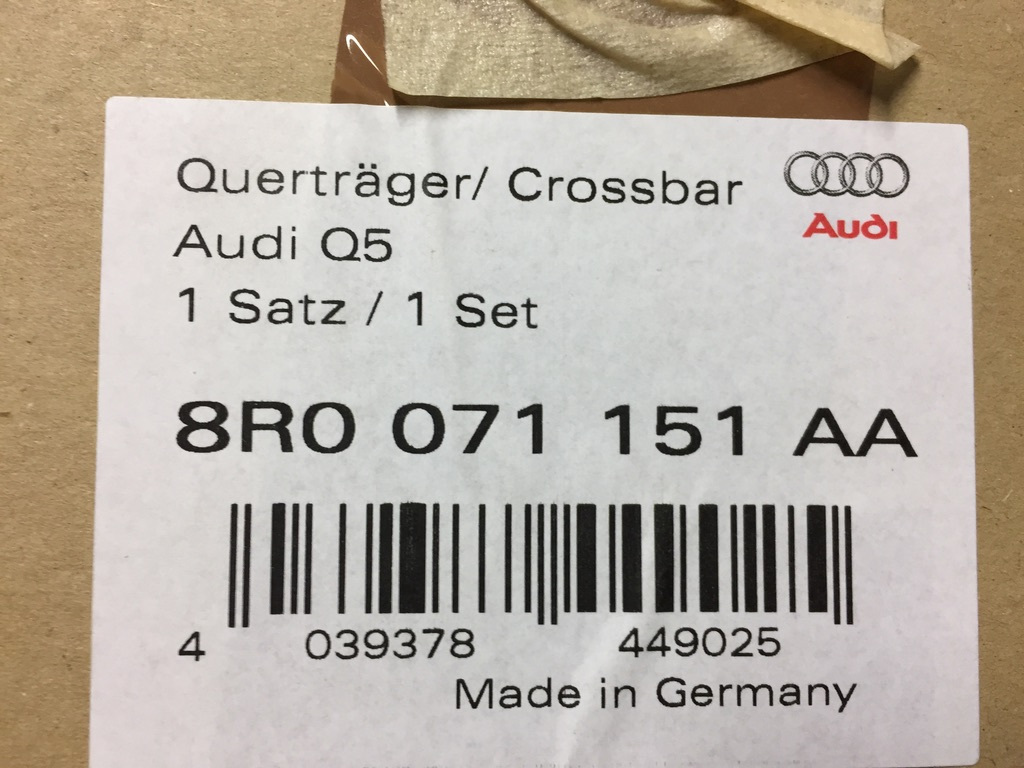 Querträger/ Crossbar
Audi Q5
1 Satz / 1 Set
Audi
8R0 071 151 AA
4 039378 449025
Made in Germany